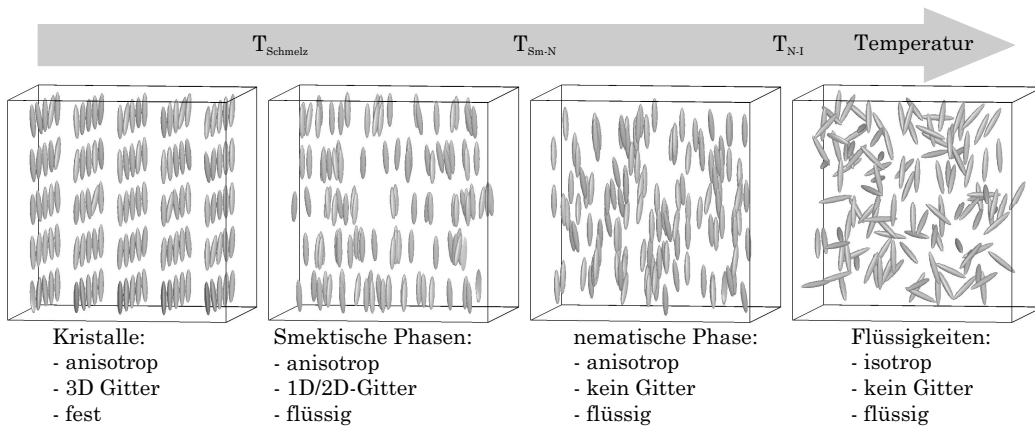 T_Schmelz T_Sm-N T_N-I Temperatur
Kristalle:
- anisotrop
- 3D Gitter
- fest
Smektische Phasen:
- anisotrop
- 1D/2D-Gitter
- flüssig
nematische Phase:
- anisotrop
- kein Gitter
- flüssig
Flüssigkeiten:
- isotrop
- kein Gitter
- flüssig